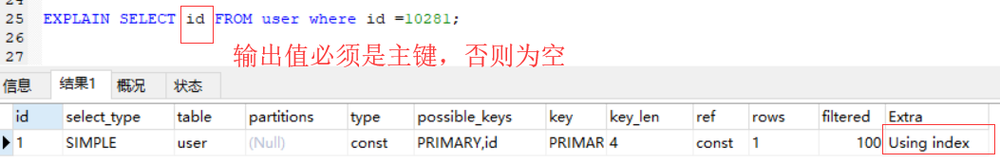 25 EXPLAIN SELECT id FROM user where id =10281;
26
输出值必须是主键，否则为空
27
信息 结果1 概况 状态
id select_type table partitions type possible_keys key key_len ref rows filtered Extra
1 SIMPLE user (Null) const PRIMARY,id PRIMAR 4 const 1 100 Using index